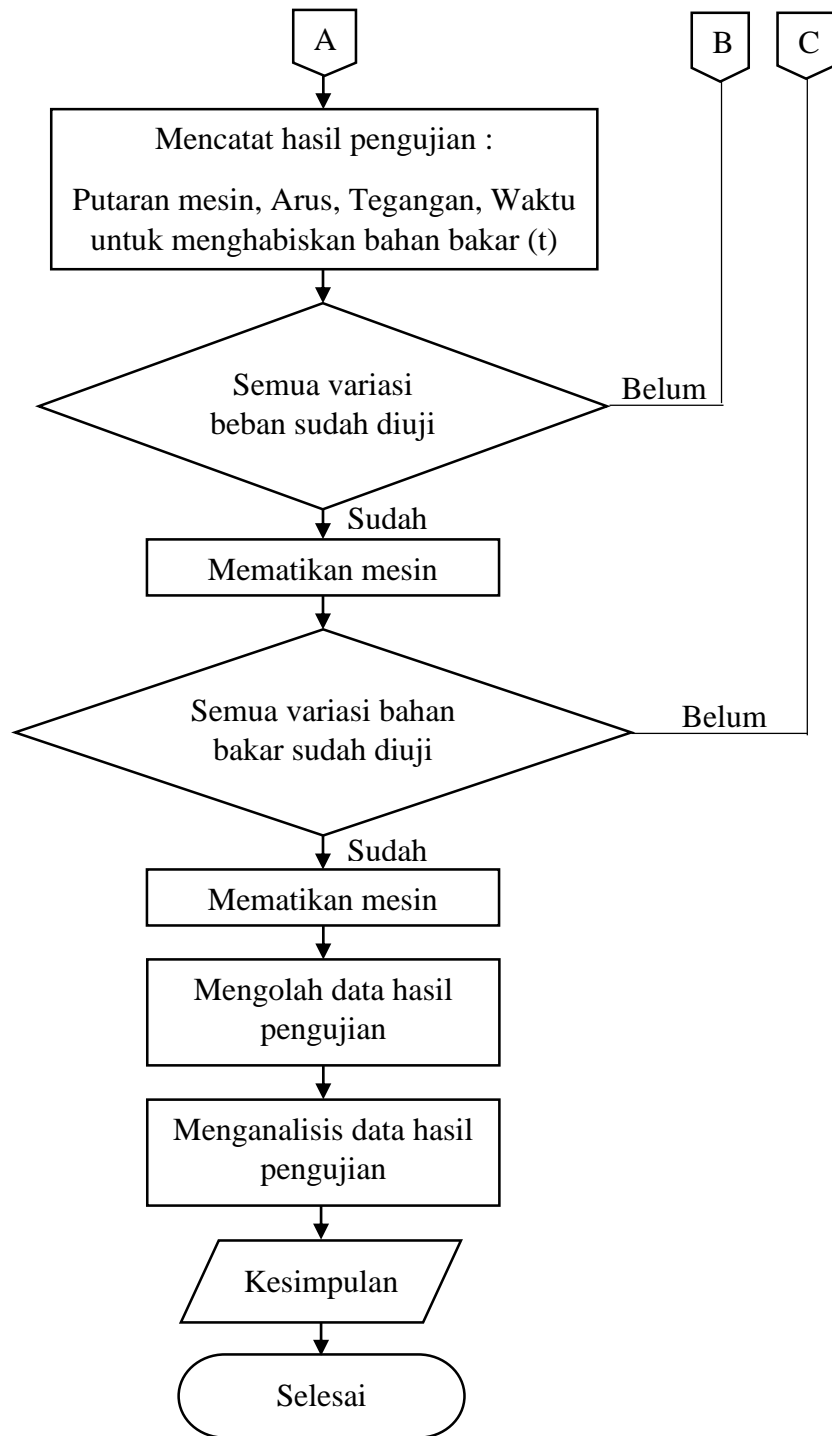 A
B
C
Mencatat hasil pengujian :
Putaran mesin, Arus, Tegangan, Waktu
untuk menghabiskan bahan bakar (t)
Semua variasi
beban sudah diuji
Belum
Sudah
Mematikan mesin
Semua variasi bahan
bakar sudah diuji
Belum
Sudah
Mematikan mesin
Mengolah data hasil
pengujian
Menganalisis data hasil
pengujian
Kesimpulan
Selesai